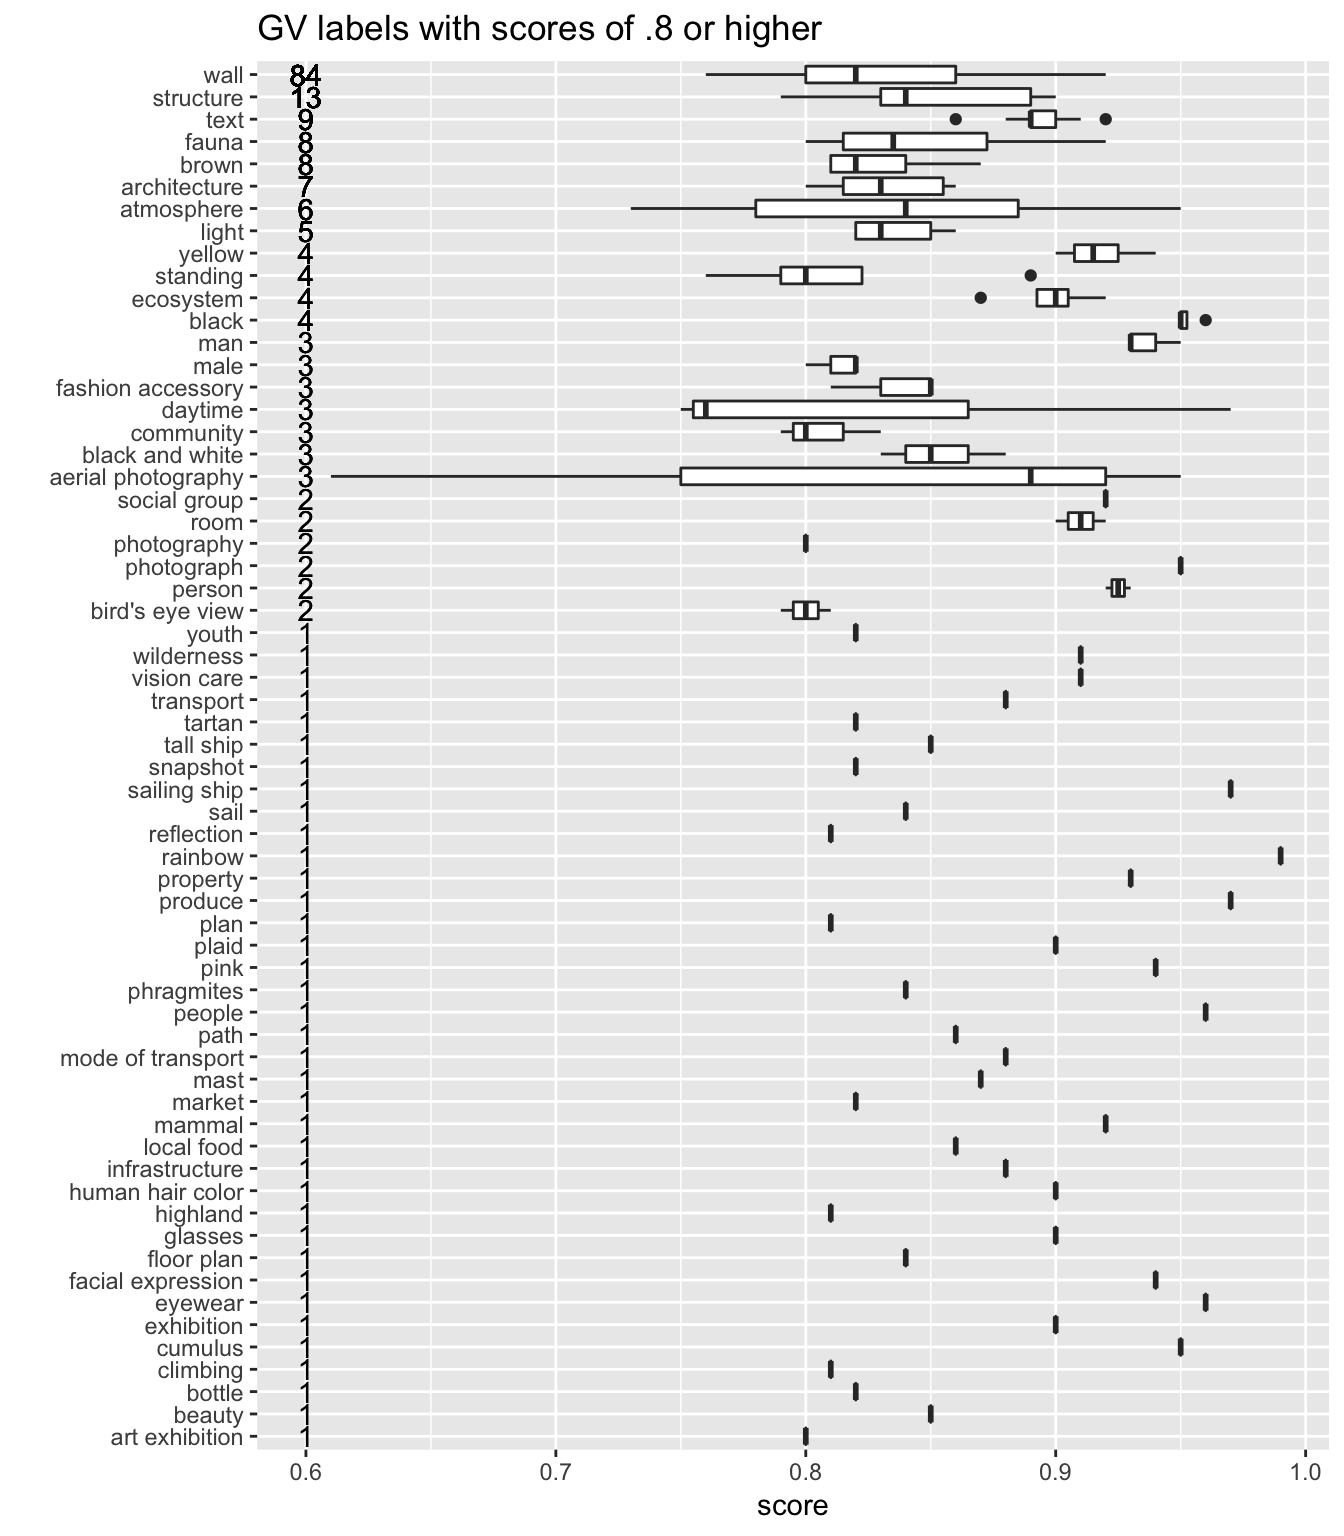 GV labels with scores of .8 or higher
wall 84
structure 13
text 9
fauna 8
brown 8
architecture 7
atmosphere 6
light 5
yellow 4
standing 4
ecosystem 4
black 4
man 3
male 3
fashion accessory 3
daytime 3
community 3
black and white 3
aerial photography 3
social group 2
room 2
photography 2
photograph 2
person 2
bird's eye view 2
youth 1
wilderness 1
vision care 1
transport 1
tartan 1
tall ship 1
snapshot 1
sailing ship 1
sail 1
reflection 1
rainbow 1
property 1
produce 1
plan 1
plaid 1
pink 1
phragmites 1
people 1
path 1
mode of transport 1
mast 1
market 1
mammal 1
local food 1
infrastructure 1
human hair color 1
highland 1
glasses 1
floor plan 1
facial expression 1
eyewear 1
exhibition 1
cumulus 1
climbing 1
bottle 1
beauty 1
art exhibition 1
0.6 0.7 0.8 0.9 1.0
score